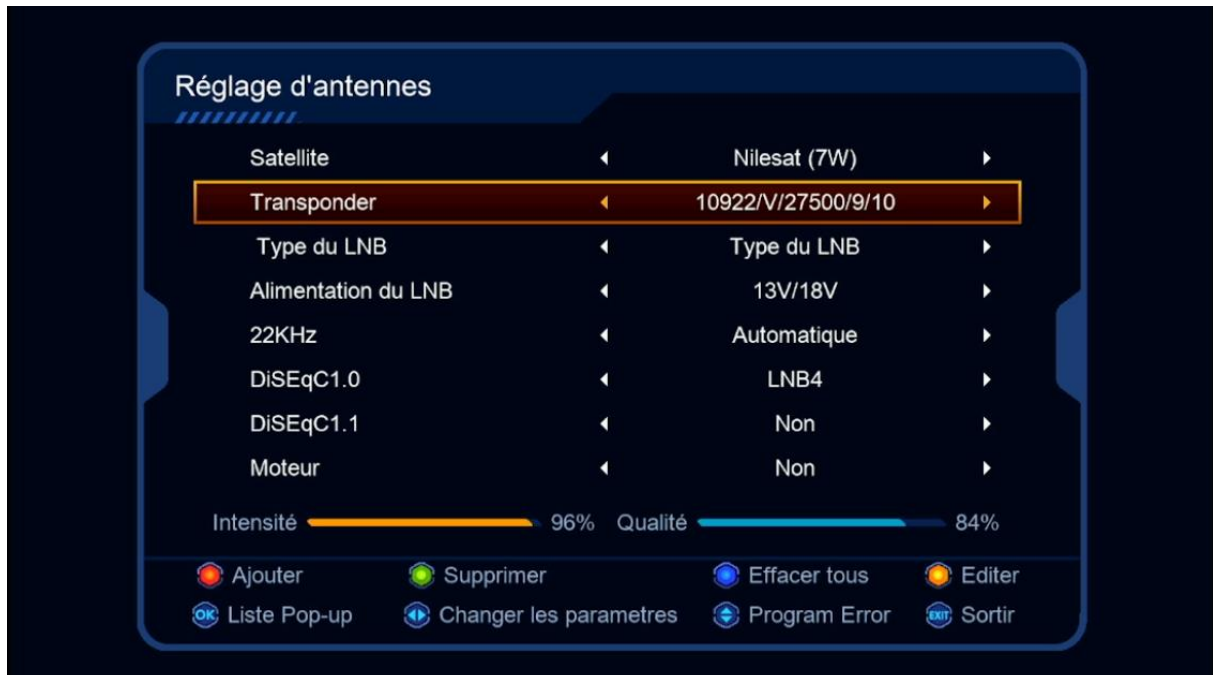 Réglage d'antennes
Satellite Nilesat (7W)
Transponder 10922/V/27500/9/10
Type du LNB Type du LNB
Alimentation du LNB 13V/18V
22KHz Automatique
DiSEqC1.0 LNB4
DiSEqC1.1 Non
Moteur Non
Intensité 96% Qualité 84%
Ajouter Supprimer Effacer tous Editer
OK Liste Pop-up Changer les parametres Program Error EXIT Sortir